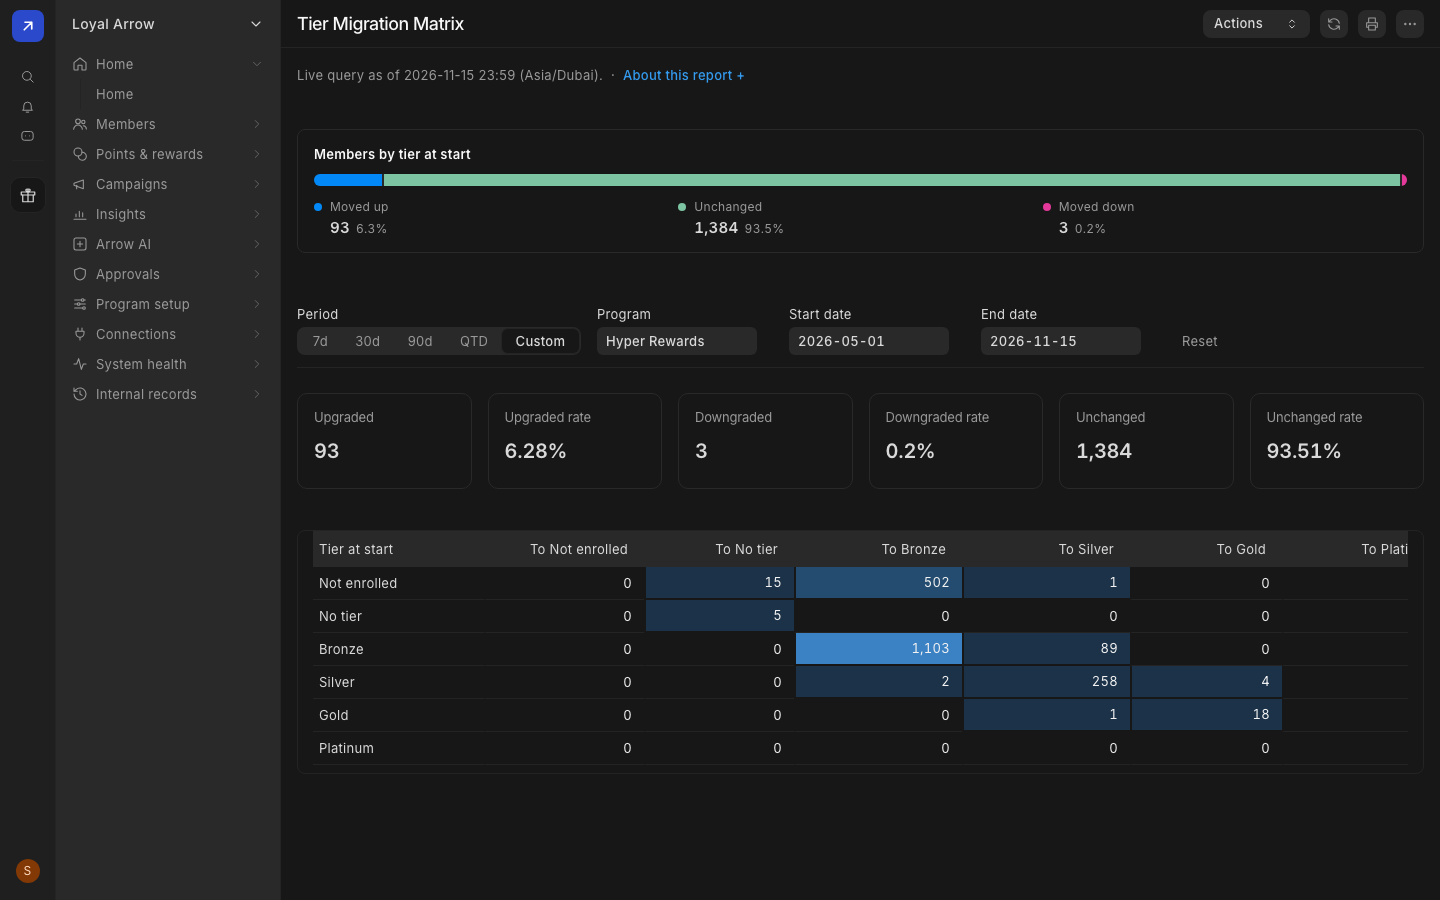 Loyal Arrow
Home
Home
Members
Points & rewards
Campaigns
Insights
Arrow AI
Approvals
Program setup
Connections
System health
Internal records
S
Tier Migration Matrix
Actions
Live query as of 2026-11-15 23:59 (Asia/Dubai). · About this report +
Members by tier at start
Moved up
93 6.3%
Unchanged
1,384 93.5%
Moved down
3 0.2%
Period
7d 30d 90d QTD Custom
Program
Hyper Rewards
Start date
2026-05-01
End date
2026-11-15
Reset
Upgraded
93
Upgraded rate
6.28%
Downgraded
3
Downgraded rate
0.2%
Unchanged
1,384
Unchanged rate
93.51%
Tier at start To Not enrolled To No tier To Bronze To Silver To Gold To Plati
Not enrolled 0 15 502 1 0
No tier 0 5 0 0 0
Bronze 0 0 1,103 89 0
Silver 0 0 2 258 4
Gold 0 0 0 1 18
Platinum 0 0 0 0 0